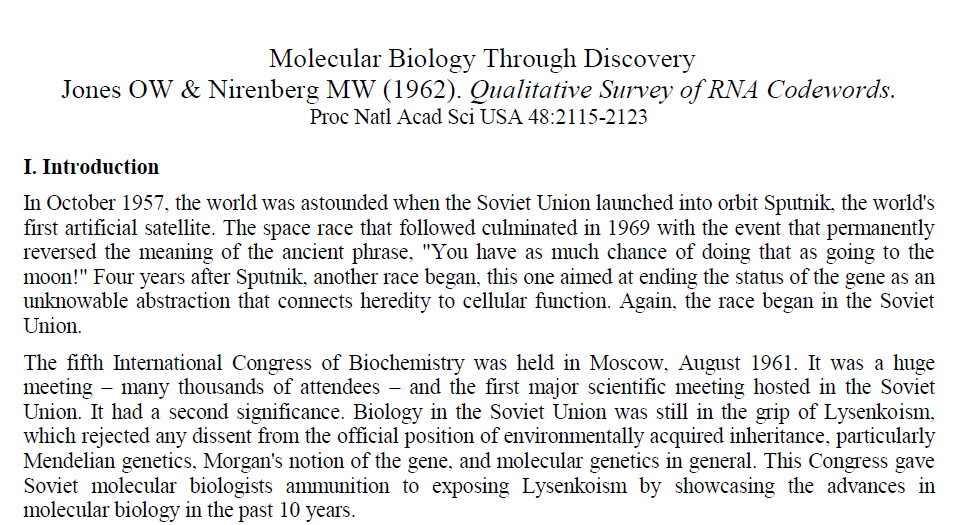 Molecular Biology Through Discovery
Jones OW & Nirenberg MW (1962). Qualitative Survey of RNA Codewords.
Proc Natl Acad Sci USA 48:2115-2123
I. Introduction
In October 1957, the world was astounded when the Soviet Union launched into orbit Sputnik, the world's
first artificial satellite. The space race that followed culminated in 1969 with the event that permanently
reversed the meaning of the ancient phrase, "You have as much chance of doing that as going to the
moon!" Four years after Sputnik, another race began, this one aimed at ending the status of the gene as an
unknowable abstraction that connects heredity to cellular function. Again, the race began in the Soviet
Union.
The fifth International Congress of Biochemistry was held in Moscow, August 1961. It was a huge
meeting – many thousands of attendees – and the first major scientific meeting hosted in the Soviet
Union. It had a second significance. Biology in the Soviet Union was still in the grip of Lysenkoism,
which rejected any dissent from the official position of environmentally acquired inheritance, particularly
Mendelian genetics, Morgan's notion of the gene, and molecular genetics in general. This Congress gave
Soviet molecular biologists ammunition to exposing Lysenkoism by showcasing the advances in
molecular biology in the past 10 years.